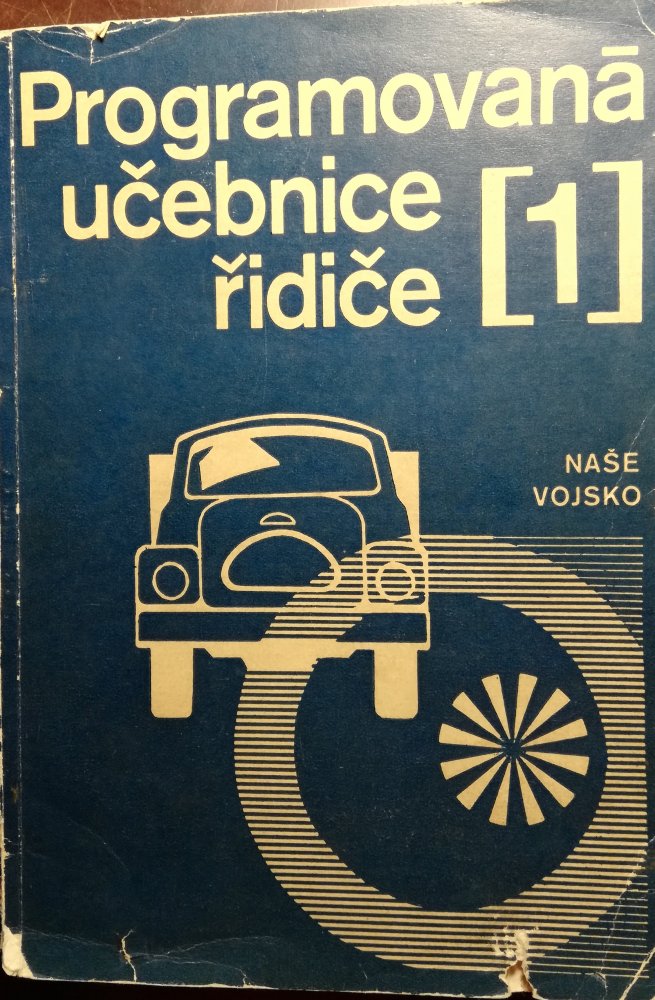 Programovaná
učebnice
řidiče [1]
NAŠE
VOJSKO